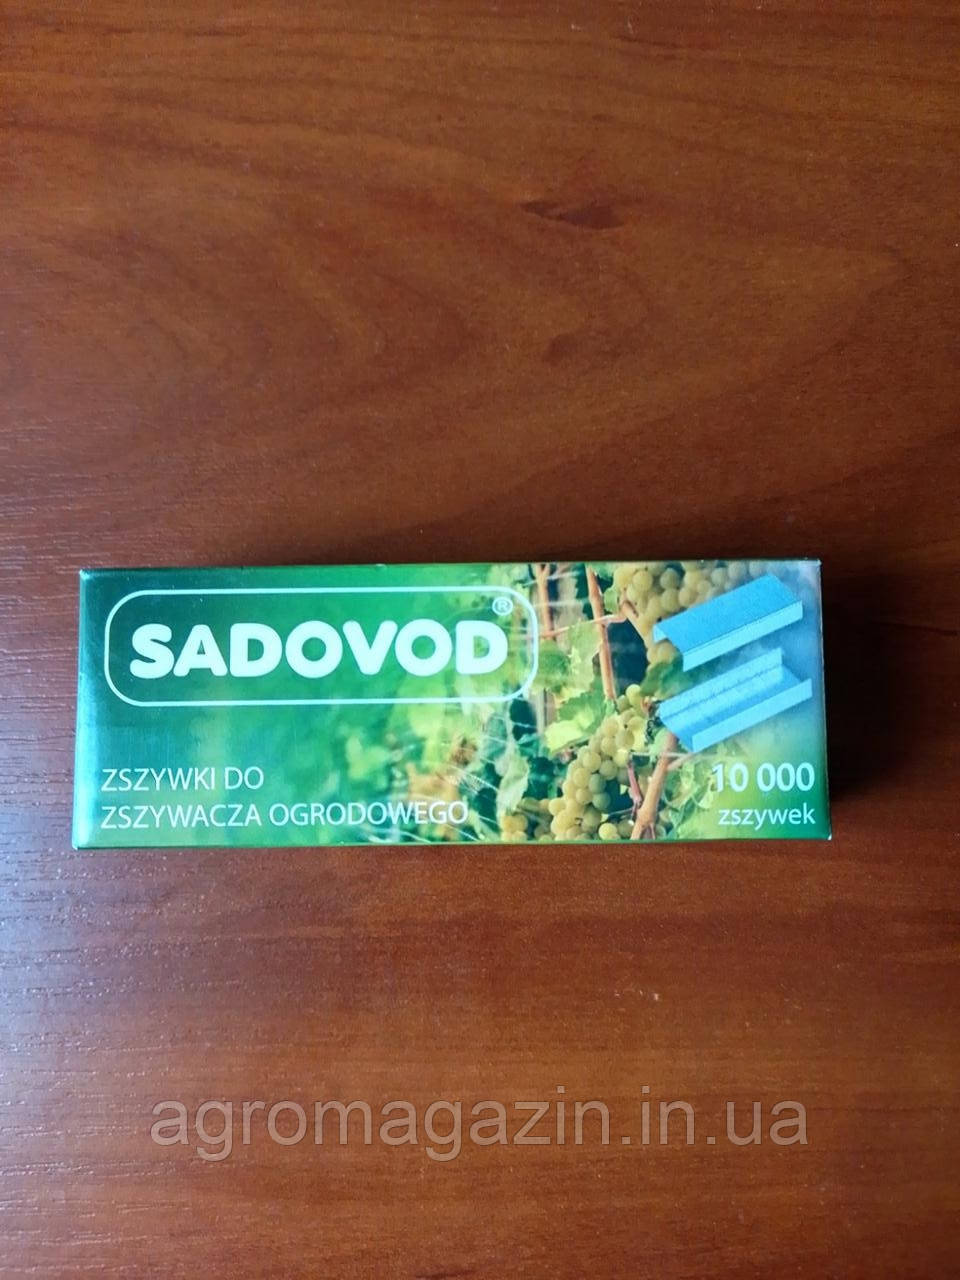 SADOVOD®
ZSZYWKI DO
ZSZYWACZA OGRODOWEGO
10 000
zszywek
agromagazin.in.ua